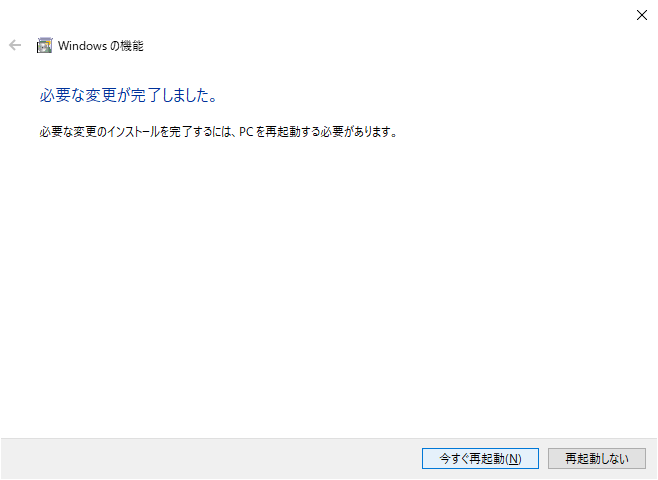 Windows の機能
必要な変更が完了しました。
必要な変更のインストールを完了するには、PC を再起動する必要があります。
今すぐ再起動(N)
再起動しない